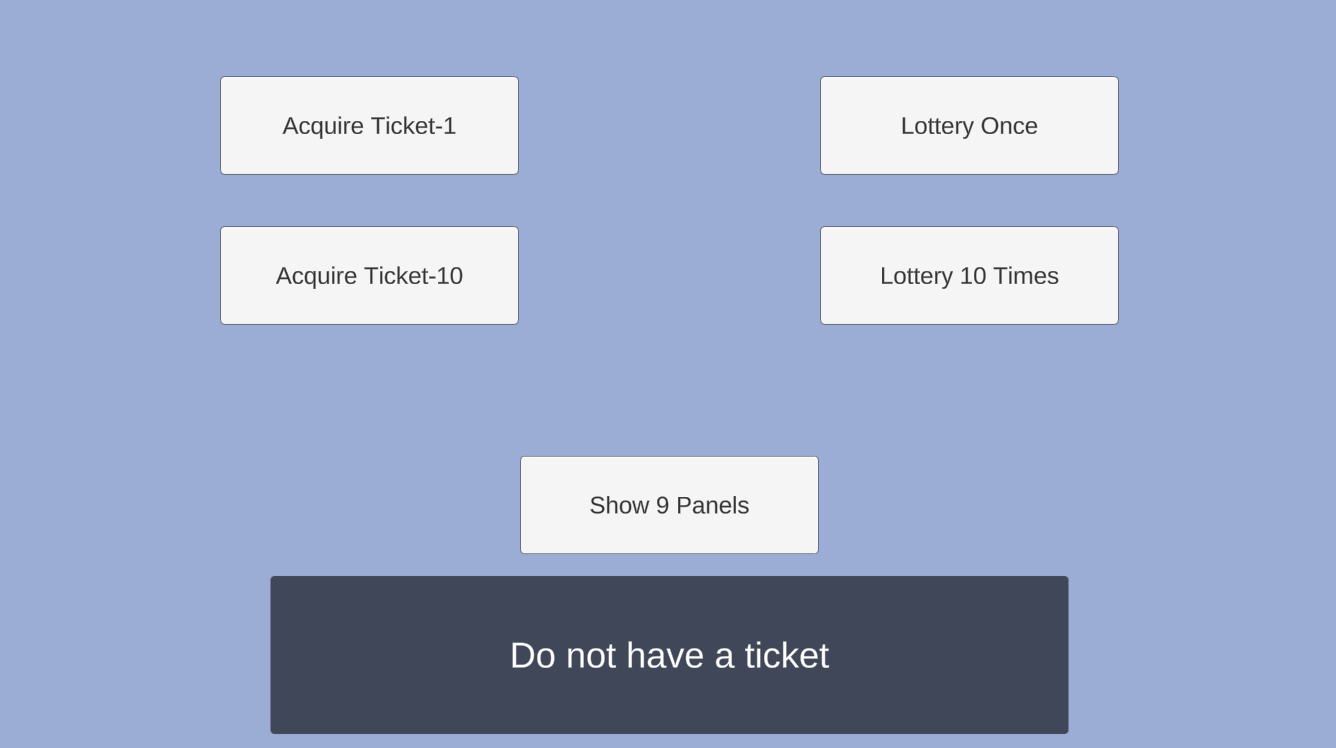 Acquire Ticket-1
Lottery Once
Acquire Ticket-10
Lottery 10 Times
Show 9 Panels
Do not have a ticket